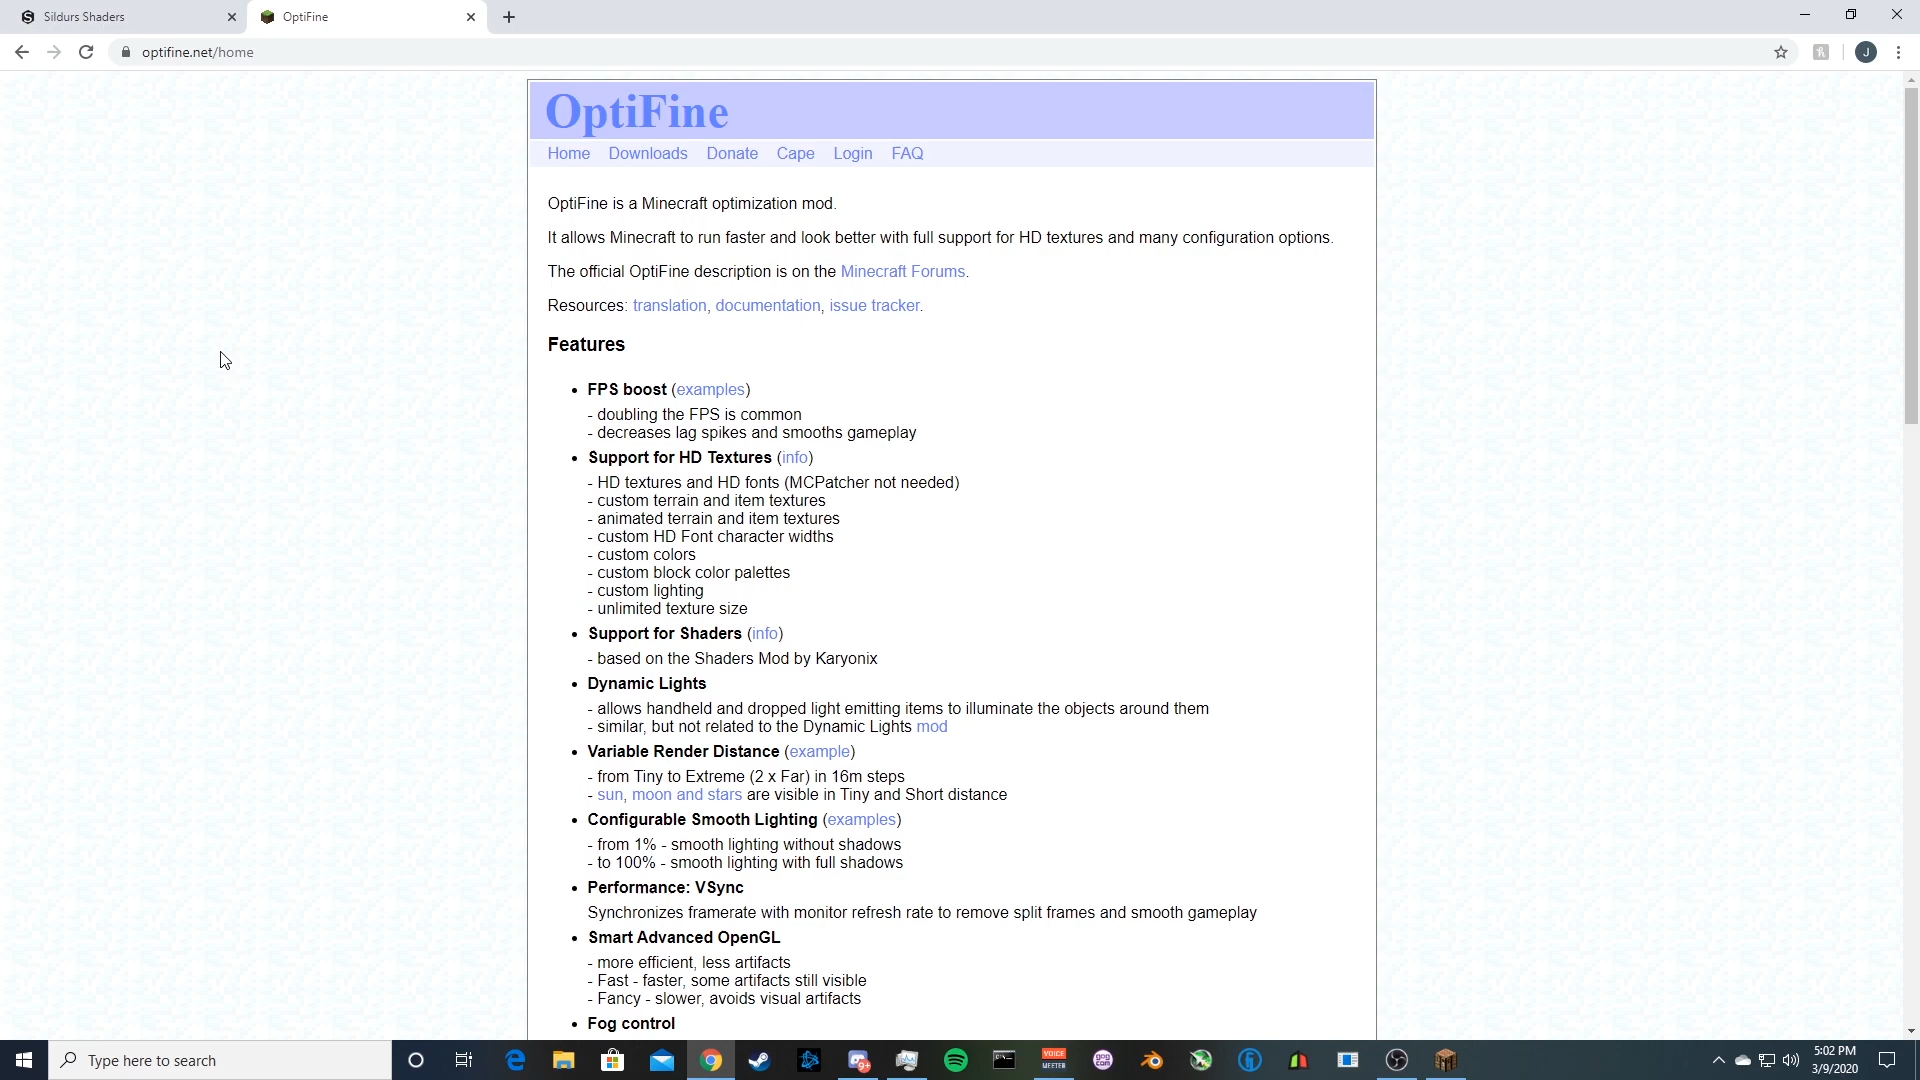 Sildurs Shaders
OptiFine
optifine.net/home
J
OptiFine
Home Downloads Donate Cape Login FAQ
OptiFine is a Minecraft optimization mod.
It allows Minecraft to run faster and look better with full support for HD textures and many configuration options.
The official OptiFine description is on the Minecraft Forums.
Resources: translation, documentation, issue tracker.
Features
• FPS boost (examples)
- doubling the FPS is common
- decreases lag spikes and smooths gameplay
• Support for HD Textures (info)
- HD textures and HD fonts (MCPatcher not needed)
- custom terrain and item textures
- animated terrain and item textures
- custom HD Font character widths
- custom colors
- custom block color palettes
- custom lighting
- unlimited texture size
• Support for Shaders (info)
- based on the Shaders Mod by Karyonix
• Dynamic Lights
- allows handheld and dropped light emitting items to illuminate the objects around them
- similar, but not related to the Dynamic Lights mod
• Variable Render Distance (example)
- from Tiny to Extreme (2 x Far) in 16m steps
- sun, moon and stars are visible in Tiny and Short distance
• Configurable Smooth Lighting (examples)
- from 1% - smooth lighting without shadows
- to 100% - smooth lighting with full shadows
• Performance: VSync
Synchronizes framerate with monitor refresh rate to remove split frames and smooth gameplay
• Smart Advanced OpenGL
- more efficient, less artifacts
- Fast - faster, some artifacts still visible
- Fancy - slower, avoids visual artifacts
• Fog control
Type here to search
9+
VOICE
MEETER
5:02 PM
3/9/2020